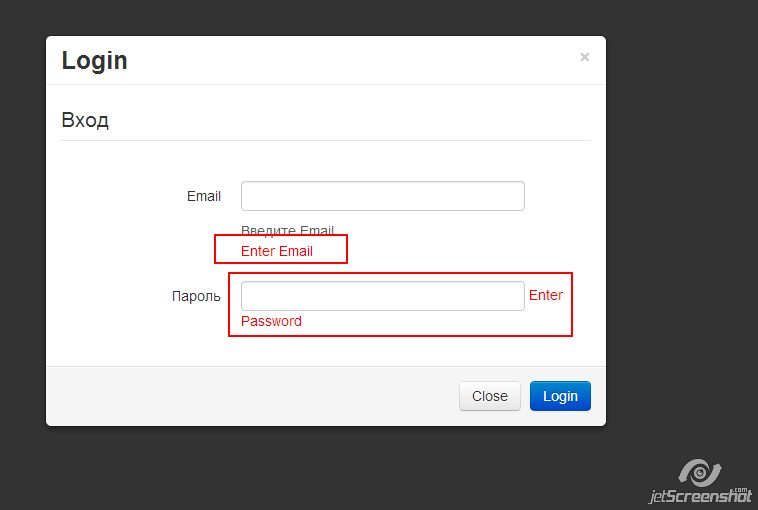 Login ×
Вход
Email
Введите Email
Enter Email
Пароль Enter
Password
Close Login
jetScreenshot.com